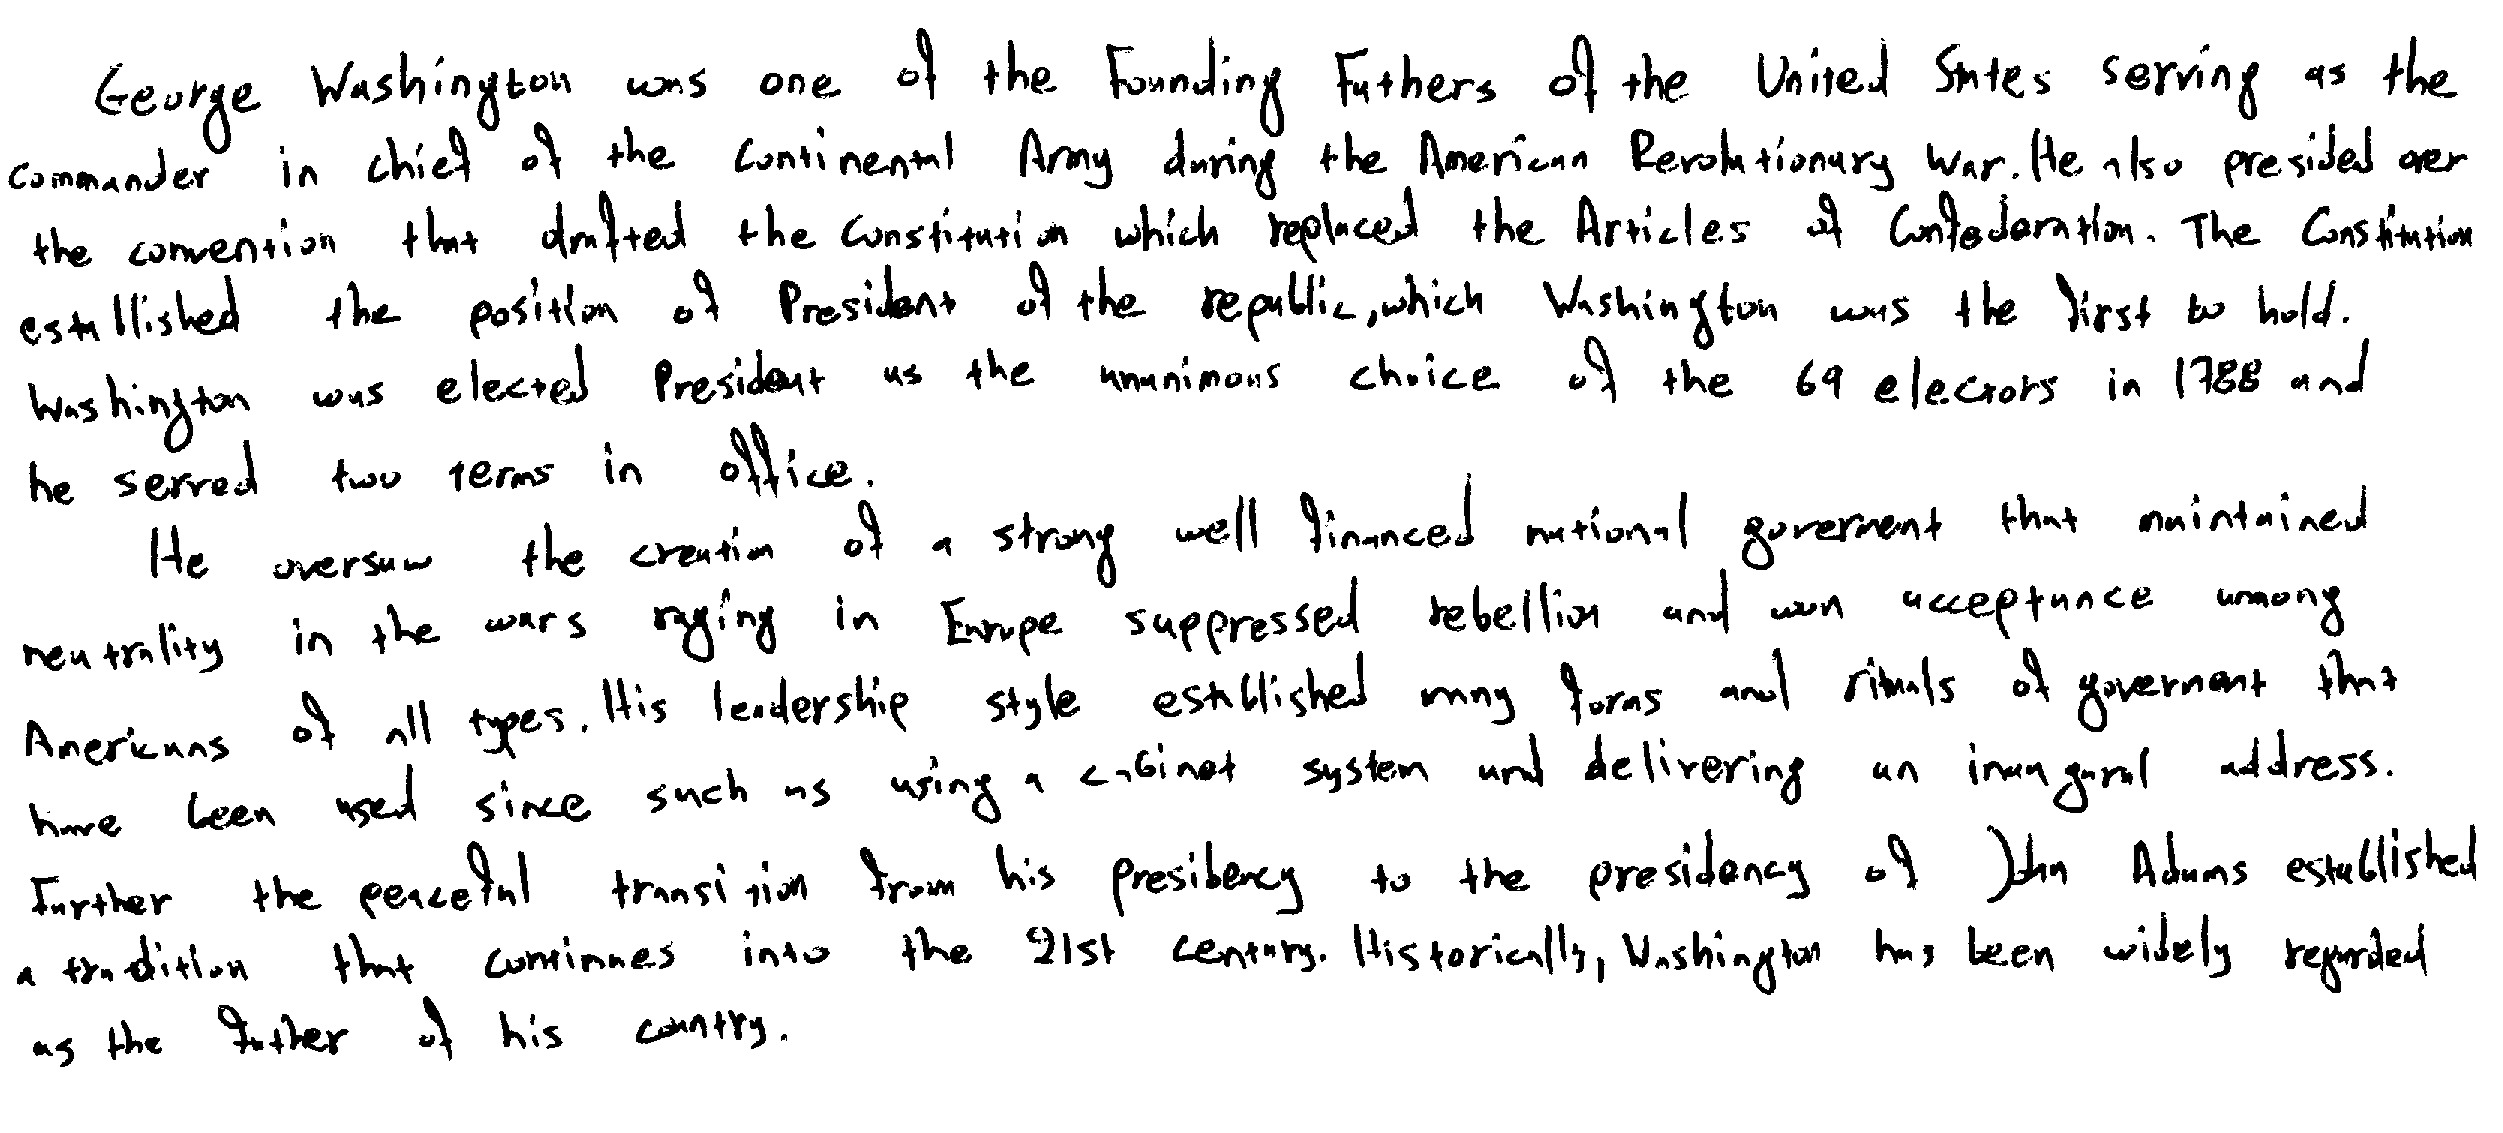 George Washington was one of the Founding Fathers of the United States serving as the
commander in chief of the Continental Army during the American Revolutionary War. He also presided over
the convention that drafted the Constitution which replaced the Articles of Confederation. The Constitution
established the position of President of the republic, which Washington was the first to hold.
Washington was elected President as the unanimous choice of the 69 electors in 1788 and
he served two terms in office.
He oversaw the creation of a strong well financed national government that maintained
neutrality in the wars raging in Europe suppressed rebellion and won acceptance among
Americans of all types. His leadership style established many forms and rituals of government that
have been used since such as using a cabinet system and delivering an inaugural address.
Further the peaceful transition from his presidency to the presidency of John Adams established
a tradition that continues into the 21st century. Historically, Washington has been widely regarded
as the father of his country.